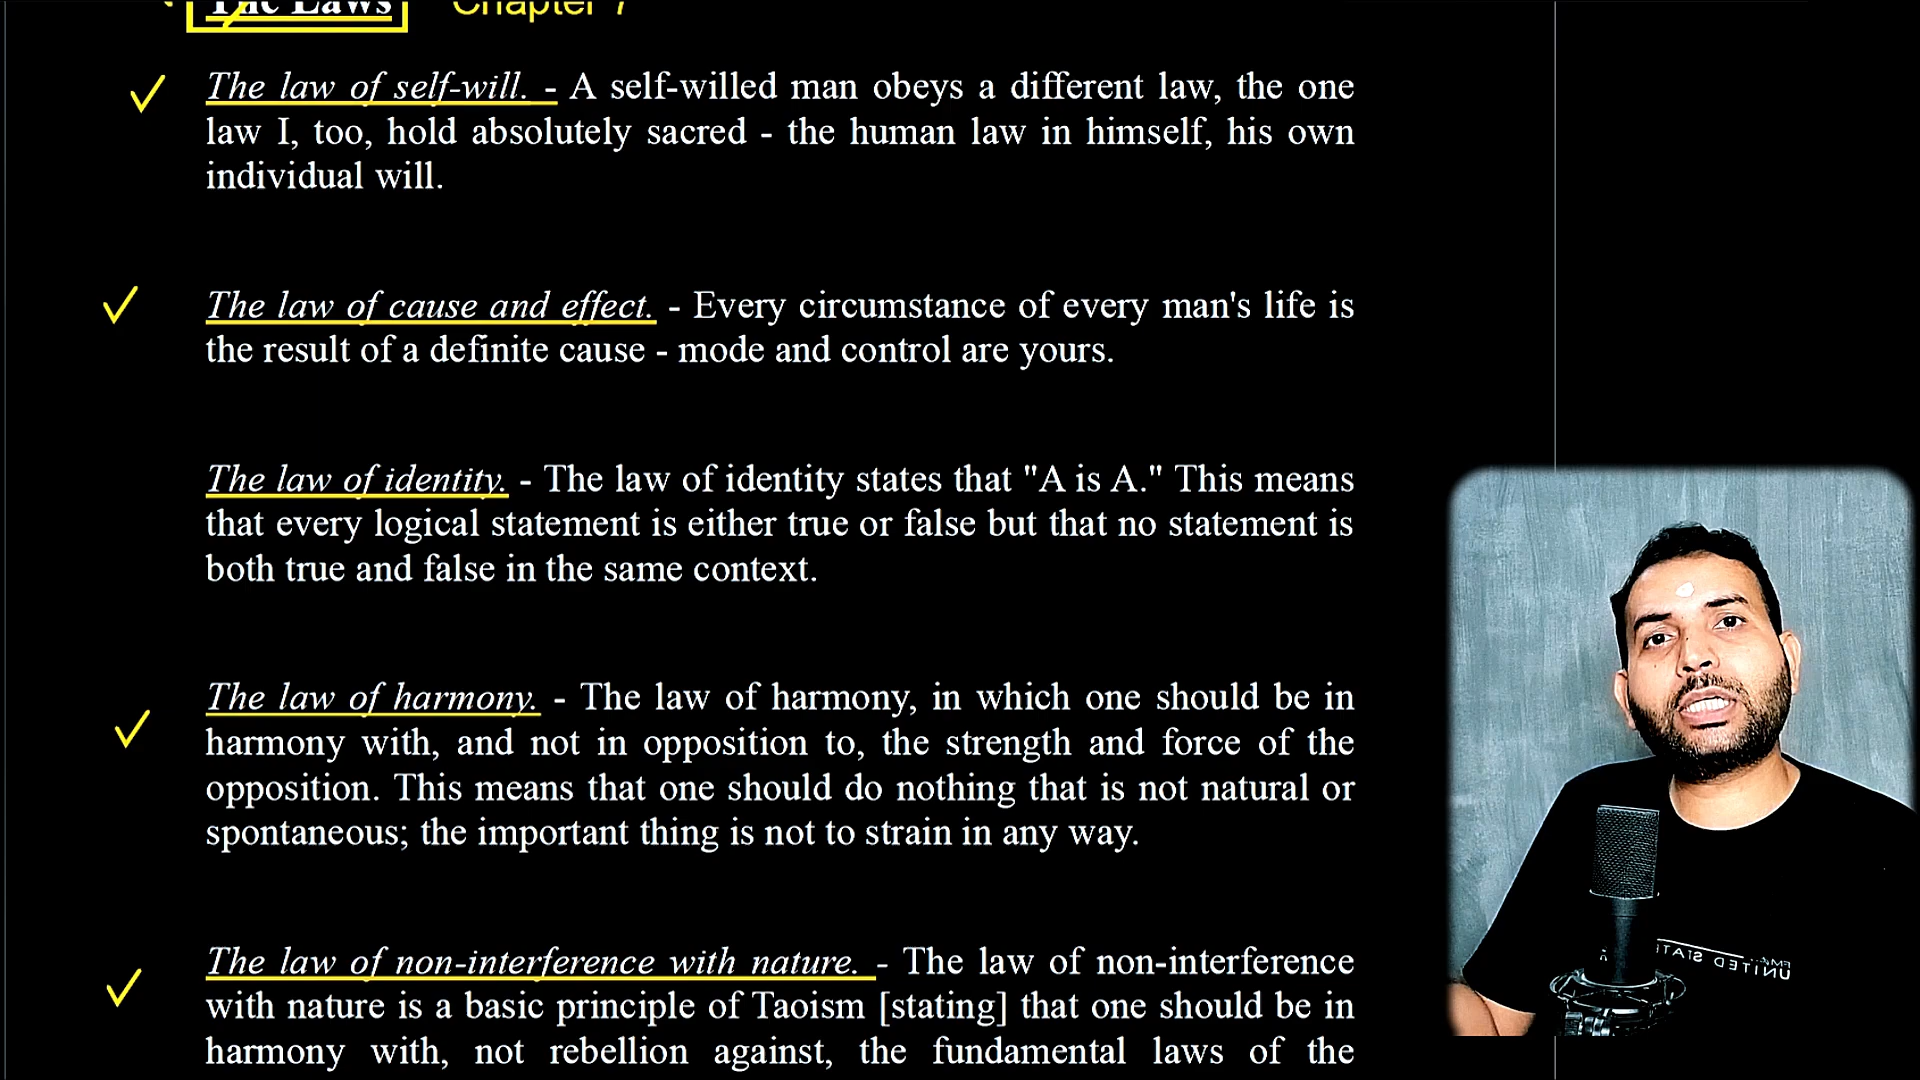 The Laws Chapter 7
The law of self-will. - A self-willed man obeys a different law, the one
law I, too, hold absolutely sacred - the human law in himself, his own
individual will.
The law of cause and effect. - Every circumstance of every man's life is
the result of a definite cause - mode and control are yours.
The law of identity. - The law of identity states that "A is A." This means
that every logical statement is either true or false but that no statement is
both true and false in the same context.
The law of harmony. - The law of harmony, in which one should be in
harmony with, and not in opposition to, the strength and force of the
opposition. This means that one should do nothing that is not natural or
spontaneous; the important thing is not to strain in any way.
The law of non-interference with nature. - The law of non-interference
with nature is a basic principle of Taoism [stating] that one should be in
harmony with, not rebellion against, the fundamental laws of the
UNITED STAT